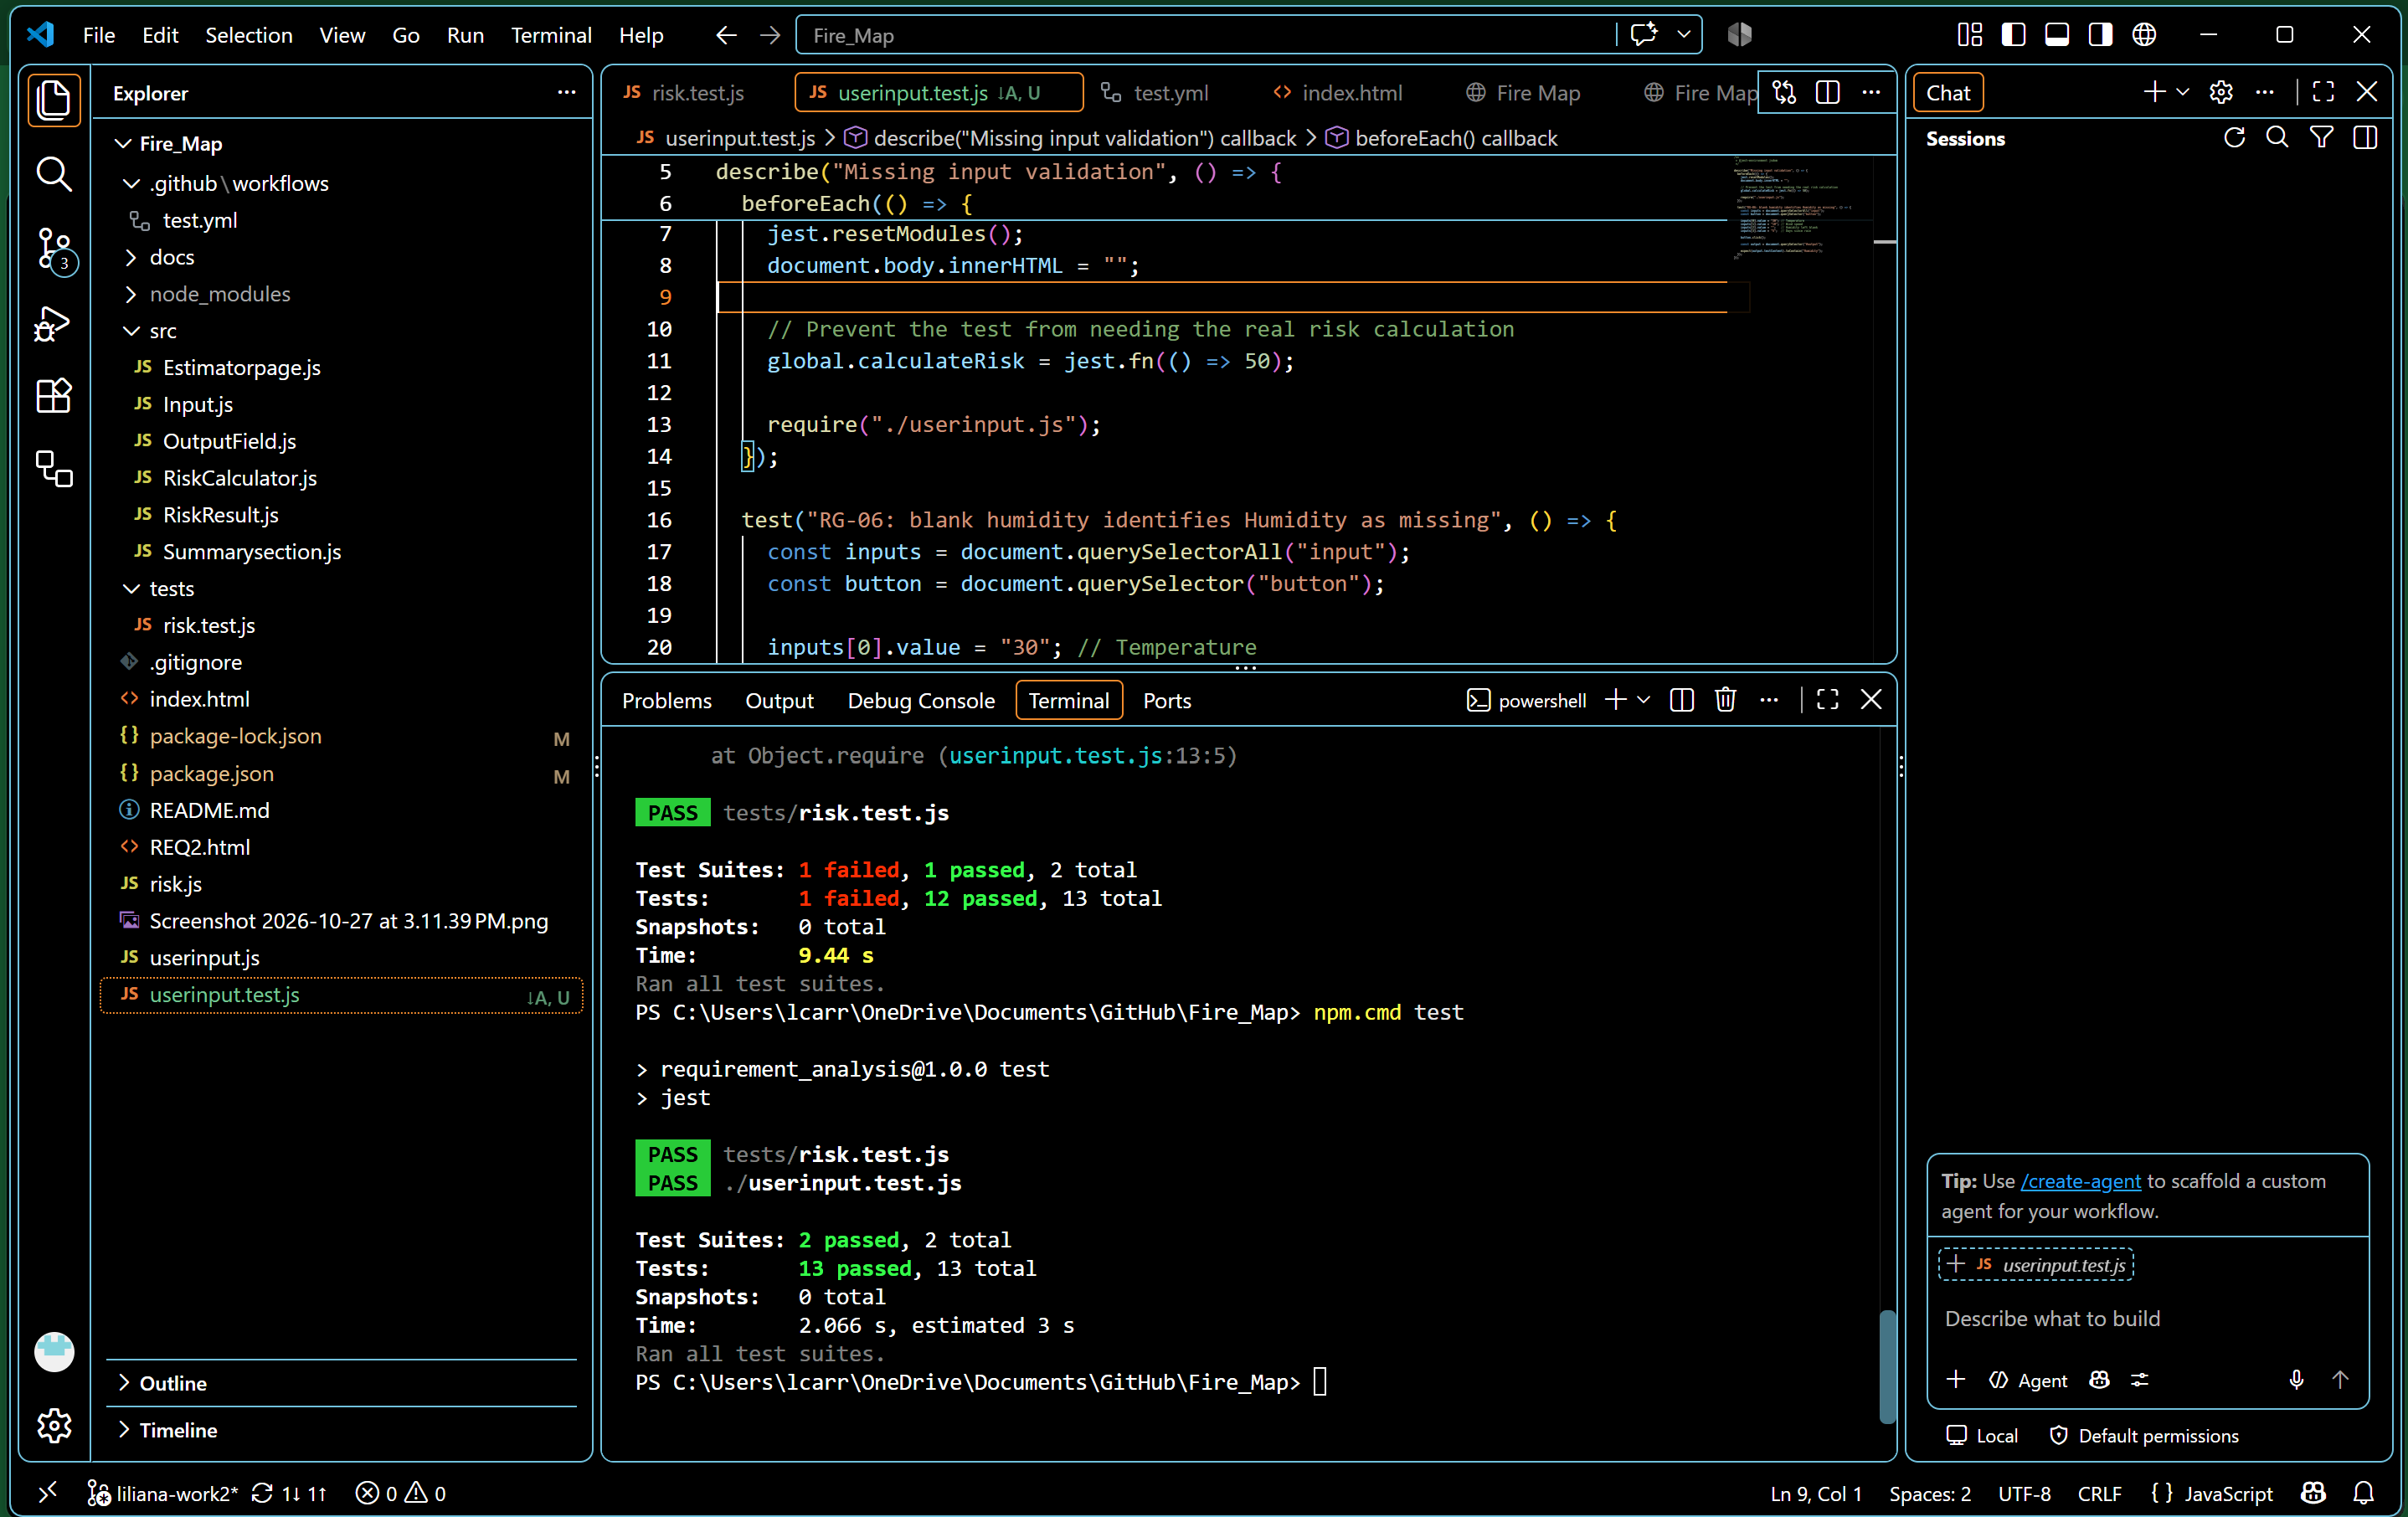 File Edit Selection View Go Run Terminal Help
Fire_Map
Explorer
Fire_Map
.github\workflows
test.yml
docs
node_modules
src
JS Estimatorpage.js
JS Input.js
JS OutputField.js
JS RiskCalculator.js
JS RiskResult.js
JS Summarysection.js
tests
JS risk.test.js
.gitignore
index.html
package-lock.json M
package.json M
README.md
REQ2.html
JS risk.js
Screenshot 2026-10-27 at 3.11.39 PM.png
JS userinput.js
JS userinput.test.js ↓A, U
Outline
Timeline
3
JS risk.test.js JS userinput.test.js ↓A, U test.yml index.html Fire Map Fire Map
JS userinput.test.js > describe("Missing input validation") callback > beforeEach() callback
5 describe("Missing input validation", () => {
6 beforeEach(() => {
7 jest.resetModules();
8 document.body.innerHTML = "";
9
10 // Prevent the test from needing the real risk calculation
11 global.calculateRisk = jest.fn(() => 50);
12
13 require("./userinput.js");
14 });
15
16 test("RG-06: blank humidity identifies Humidity as missing", () => {
17 const inputs = document.querySelectorAll("input");
18 const button = document.querySelector("button");
19
20 inputs[0].value = "30"; // Temperature
Problems Output Debug Console Terminal Ports
powershell
at Object.require (userinput.test.js:13:5)
PASS tests/risk.test.js
Test Suites: 1 failed, 1 passed, 2 total
Tests: 1 failed, 12 passed, 13 total
Snapshots: 0 total
Time: 9.44 s
Ran all test suites.
PS C:\Users\lcarr\OneDrive\Documents\GitHub\Fire_Map> npm.cmd test
> requirement_analysis@1.0.0 test
> jest
PASS tests/risk.test.js
PASS ./userinput.test.js
Test Suites: 2 passed, 2 total
Tests: 13 passed, 13 total
Snapshots: 0 total
Time: 2.066 s, estimated 3 s
Ran all test suites.
PS C:\Users\lcarr\OneDrive\Documents\GitHub\Fire_Map>
Chat
Sessions
Tip: Use /create-agent to scaffold a custom
agent for your workflow.
JS userinput.test.js
Describe what to build
Agent
Local Default permissions
liliana-work2* 1↓ 1↑ 0 0
Ln 9, Col 1 Spaces: 2 UTF-8 CRLF {} JavaScript